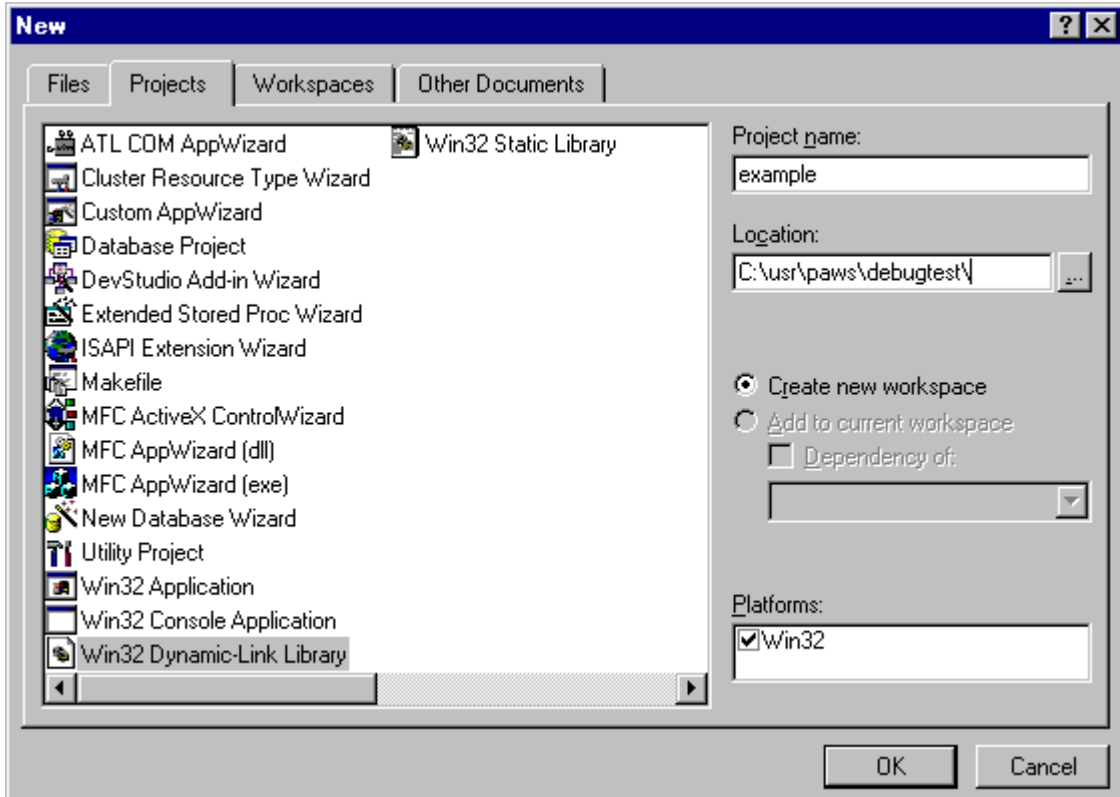 New
Files
Projects
Workspaces
Other Documents
ATL COM AppWizard
Cluster Resource Type Wizard
Custom AppWizard
Database Project
DevStudio Add-in Wizard
Extended Stored Proc Wizard
ISAPI Extension Wizard
Makefile
MFC ActiveX ControlWizard
MFC AppWizard (dll)
MFC AppWizard (exe)
New Database Wizard
Utility Project
Win32 Application
Win32 Console Application
Win32 Dynamic-Link Library
Win32 Static Library
Project name:
example
Location:
C:\usr\paws\debugtest\
...
Create new workspace
Add to current workspace
Dependency of:
Platforms:
Win32
OK
Cancel